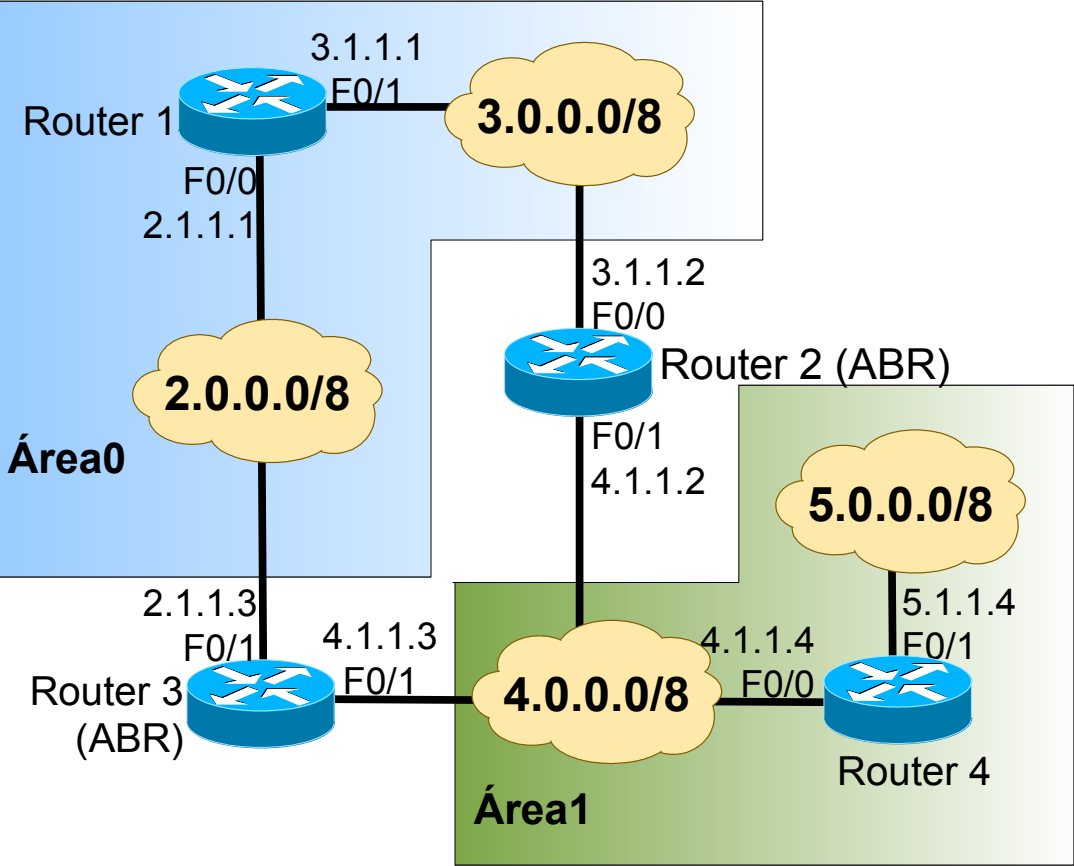 3.1.1.1
F0/1
Router 1
3.0.0.0/8
F0/0
2.1.1.1
3.1.1.2
F0/0
Router 2 (ABR)
2.0.0.0/8
F0/1
4.1.1.2
Área0
5.0.0.0/8
2.1.1.3
F0/1
4.1.1.3
F0/1
4.1.1.4
F0/0
5.1.1.4
F0/1
Router 3
(ABR)
4.0.0.0/8
Router 4
Área1